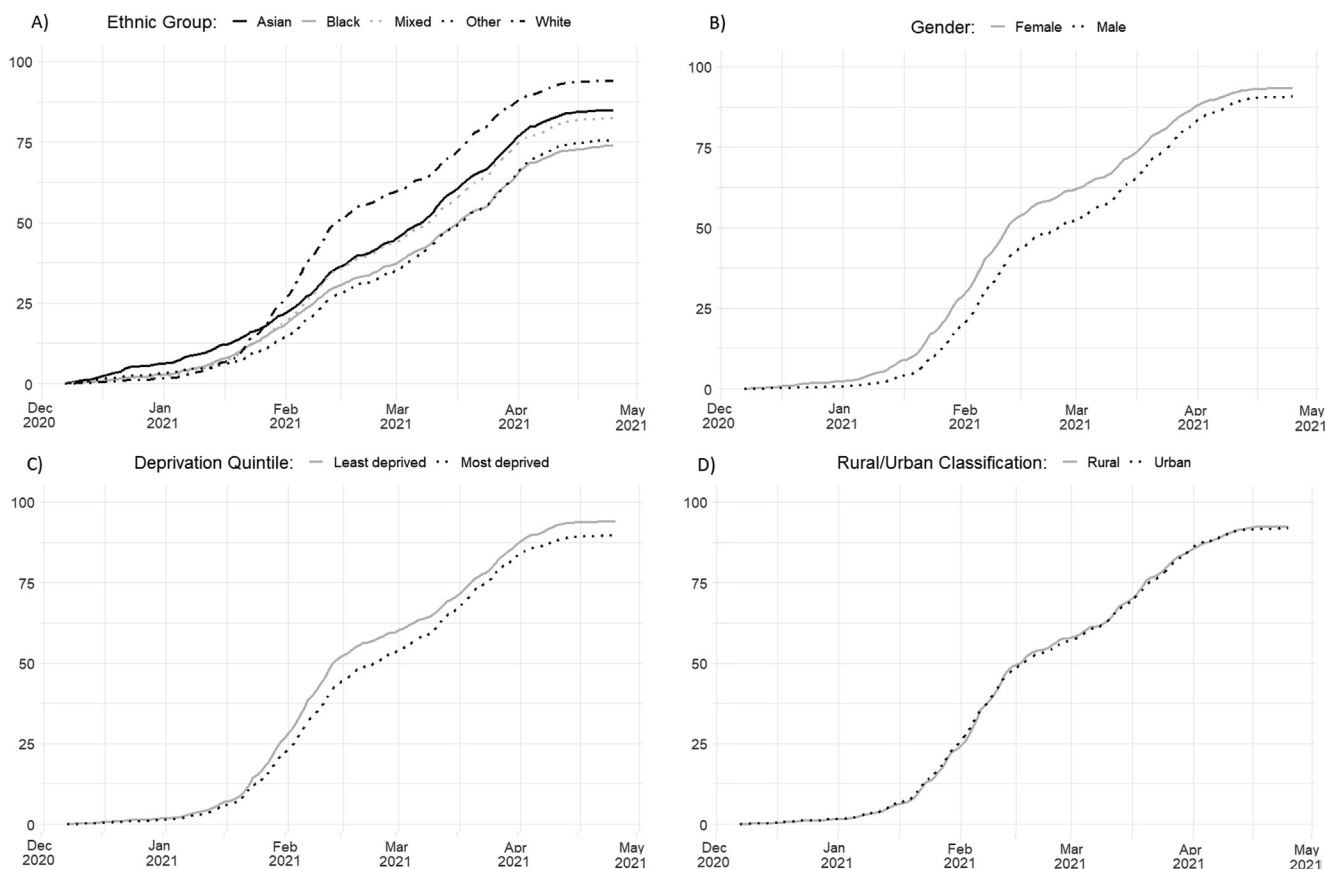 A) Ethnic Group: Asian Black Mixed Other White
100
75
50
25
0
Dec 2020 Jan 2021 Feb 2021 Mar 2021 Apr 2021 May 2021
B) Gender: Female Male
100
75
50
25
0
Dec 2020 Jan 2021 Feb 2021 Mar 2021 Apr 2021 May 2021
C) Deprivation Quintile: Least deprived Most deprived
100
75
50
25
0
Dec 2020 Jan 2021 Feb 2021 Mar 2021 Apr 2021 May 2021
D) Rural/Urban Classification: Rural Urban
100
75
50
25
0
Dec 2020 Jan 2021 Feb 2021 Mar 2021 Apr 2021 May 2021